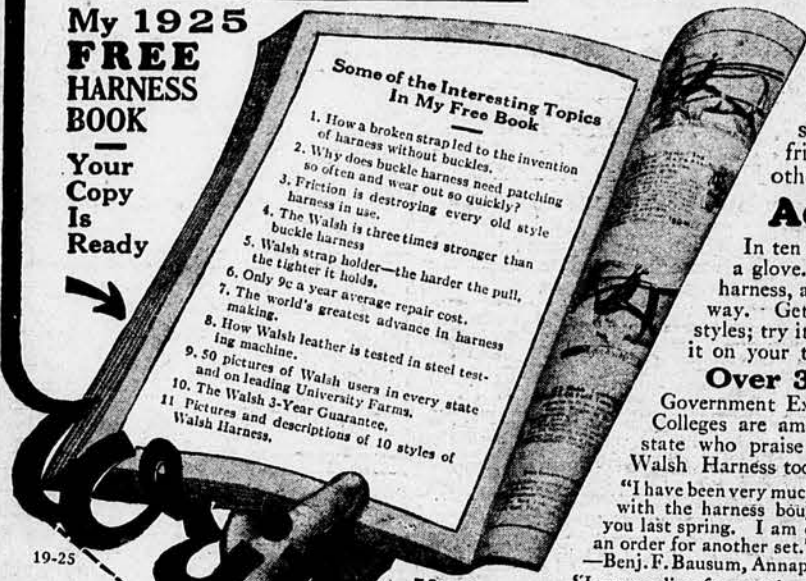 My 1925
FREE
HARNESS
BOOK
Your
Copy
Is
Ready
Some of the Interesting Topics
In My Free Book
1. How a broken strap led to the invention
of harness without buckles.
2. Why does buckle harness need patching
so often and wear out so quickly?
3. Friction is destroying every old style
harness in use.
4. The Walsh is three times stronger than
buckle harness
5. Walsh strap holder—the harder the pull,
the tighter it holds.
6. Only 9c a year average repair cost.
7. The world's greatest advance in harness
making.
8. How Walsh leather is tested in steel test-
ing machine.
9. 50 pictures of Walsh users in every state
and on leading University Farms.
10. The Walsh 3-Year Guarantee.
11 Pictures and descriptions of 10 styles of
Walsh Harness.
19-25
fri
oth
In ten
a glove.
harness, a
way. Get
styles; try it
it on your
Over 3
Government Ex
Colleges are am
state who praise
Walsh Harness too
"I have been very much
with the harness bou
you last spring. I am
an order for another set.
—Benj. F. Bausum, Annap